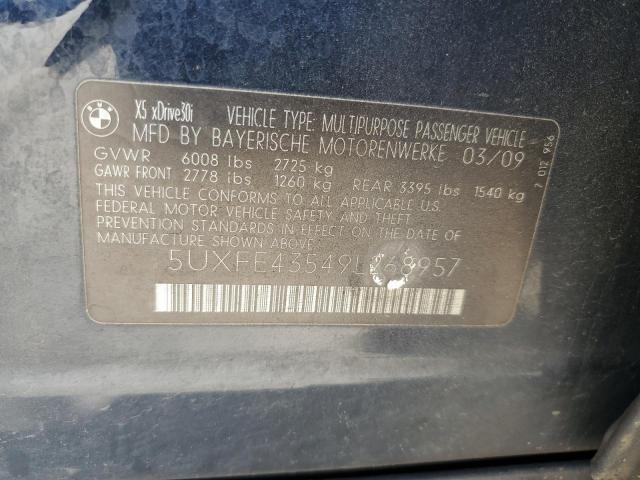 BMW
X5 xDrive30i
VEHICLE TYPE: MULTIPURPOSE PASSENGER VEHICLE
MFD BY BAYERISCHE MOTORENWERKE 03/09
GVWR 6008 lbs 2725 kg
GAWR FRONT 2778 lbs 1260 kg REAR 3395 lbs 1540 kg
THIS VEHICLE CONFORMS TO ALL APPLICABLE U.S.
FEDERAL MOTOR VEHICLE SAFETY AND THEFT
PREVENTION STANDARDS IN EFFECT ON THE DATE OF
MANUFACTURE SHOWN ABOVE: